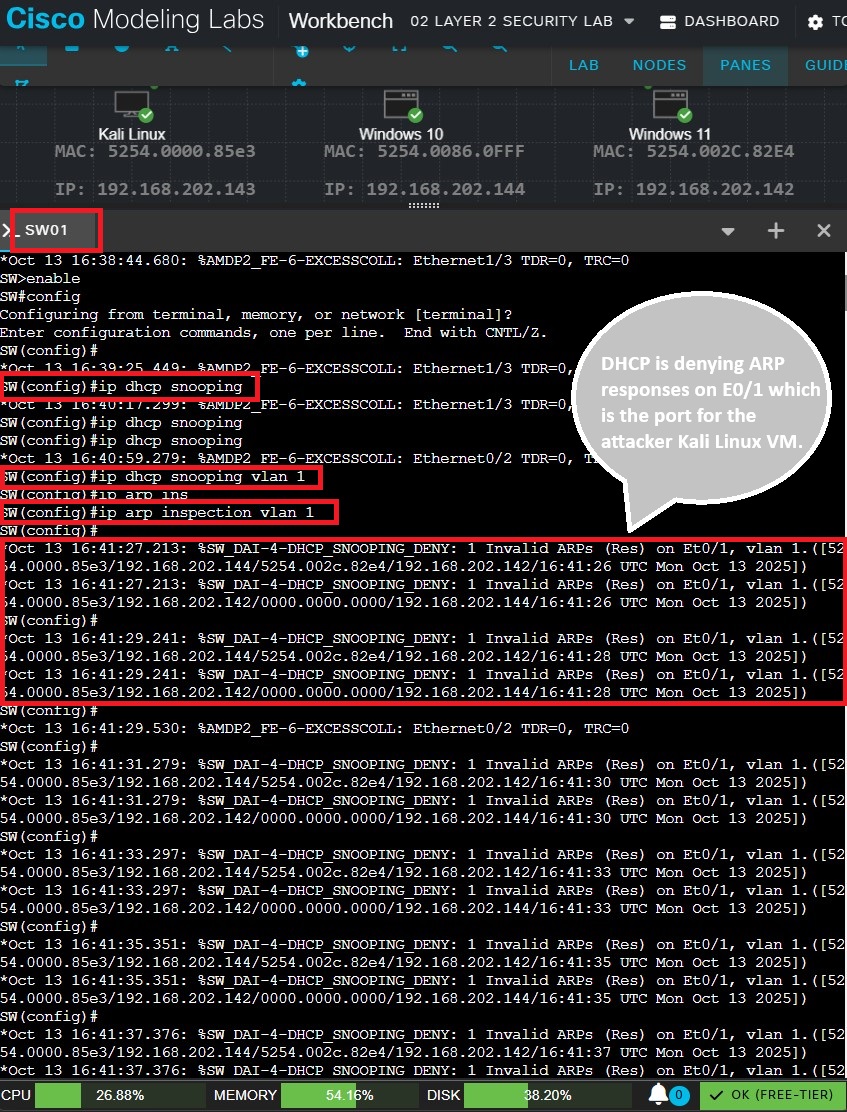 Cisco Modeling Labs Workbench 02 LAYER 2 SECURITY LAB DASHBOARD
LAB NODES PANES
Kali Linux Windows 10 Windows 11
MAC: 5254.0000.85e3 MAC: 5254.0086.0FFF MAC: 5254.002C.82E4
IP: 192.168.202.143 IP: 192.168.202.144 IP: 192.168.202.142
SW01
*Oct 13 16:38:44.680: %AMDP2_FE-6-EXCESSCOLL: Ethernet1/3 TDR=0, TRC=0
SW>enable
SW#config
Configuring from terminal, memory, or network [terminal]?
Enter configuration commands, one per line.  End with CNTL/Z.
SW(config)#
*Oct 13 16:39:25.449: %AMDP2_FE-6-EXCESSCOLL: Ethernet1/3 TDR=0, TRC=0
SW(config)#ip dhcp snooping
*Oct 13 16:40:17.299: %AMDP2_FE-6-EXCESSCOLL: Ethernet1/3
SW(config)#ip dhcp snooping
SW(config)#ip dhcp snooping
*Oct 13 16:40:59.279: %AMDP2_FE-6-EXCESSCOLL: Ethernet0/2 TDR=0,
SW(config)#ip dhcp snooping vlan 1
SW(config)#ip arp ins
SW(config)#ip arp inspection vlan 1
SW(config)#
DHCP is denying ARP
responses on E0/1 which
is the port for the
attacker Kali Linux VM.
*Oct 13 16:41:27.213: %SW_DAI-4-DHCP_SNOOPING_DENY: 1 Invalid ARPs (Res) on Et0/1, vlan 1.([52
54.0000.85e3/192.168.202.144/5254.002c.82e4/192.168.202.142/16:41:26 UTC Mon Oct 13 2025])
*Oct 13 16:41:27.213: %SW_DAI-4-DHCP_SNOOPING_DENY: 1 Invalid ARPs (Res) on Et0/1, vlan 1.([52
54.0000.85e3/192.168.202.142/0000.0000.0000/192.168.202.144/16:41:26 UTC Mon Oct 13 2025])
SW(config)#
*Oct 13 16:41:29.241: %SW_DAI-4-DHCP_SNOOPING_DENY: 1 Invalid ARPs (Res) on Et0/1, vlan 1.([52
54.0000.85e3/192.168.202.144/5254.002c.82e4/192.168.202.142/16:41:28 UTC Mon Oct 13 2025])
*Oct 13 16:41:29.241: %SW_DAI-4-DHCP_SNOOPING_DENY: 1 Invalid ARPs (Res) on Et0/1, vlan 1.([52
54.0000.85e3/192.168.202.142/0000.0000.0000/192.168.202.144/16:41:28 UTC Mon Oct 13 2025])
SW(config)#
*Oct 13 16:41:29.530: %AMDP2_FE-6-EXCESSCOLL: Ethernet0/2 TDR=0, TRC=0
SW(config)#
*Oct 13 16:41:31.279: %SW_DAI-4-DHCP_SNOOPING_DENY: 1 Invalid ARPs (Res) on Et0/1, vlan 1.([52
54.0000.85e3/192.168.202.144/5254.002c.82e4/192.168.202.142/16:41:30 UTC Mon Oct 13 2025])
*Oct 13 16:41:31.279: %SW_DAI-4-DHCP_SNOOPING_DENY: 1 Invalid ARPs (Res) on Et0/1, vlan 1.([52
54.0000.85e3/192.168.202.142/0000.0000.0000/192.168.202.144/16:41:30 UTC Mon Oct 13 2025])
SW(config)#
*Oct 13 16:41:33.297: %SW_DAI-4-DHCP_SNOOPING_DENY: 1 Invalid ARPs (Res) on Et0/1, vlan 1.([52
54.0000.85e3/192.168.202.144/5254.002c.82e4/192.168.202.142/16:41:33 UTC Mon Oct 13 2025])
*Oct 13 16:41:33.297: %SW_DAI-4-DHCP_SNOOPING_DENY: 1 Invalid ARPs (Res) on Et0/1, vlan 1.([52
54.0000.85e3/192.168.202.142/0000.0000.0000/192.168.202.144/16:41:33 UTC Mon Oct 13 2025])
SW(config)#
*Oct 13 16:41:35.351: %SW_DAI-4-DHCP_SNOOPING_DENY: 1 Invalid ARPs (Res) on Et0/1, vlan 1.([52
54.0000.85e3/192.168.202.144/5254.002c.82e4/192.168.202.142/16:41:35 UTC Mon Oct 13 2025])
*Oct 13 16:41:35.351: %SW_DAI-4-DHCP_SNOOPING_DENY: 1 Invalid ARPs (Res) on Et0/1, vlan 1.([52
54.0000.85e3/192.168.202.142/0000.0000.0000/192.168.202.144/16:41:35 UTC Mon Oct 13 2025])
SW(config)#
*Oct 13 16:41:37.376: %SW_DAI-4-DHCP_SNOOPING_DENY: 1 Invalid ARPs (Res) on Et0/1, vlan 1.([52
54.0000.85e3/192.168.202.144/5254.002c.82e4/192.168.202.142/16:41:37 UTC Mon Oct 13 2025])
*Oct 13 16:41:37.376: %SW_DAI-4-DHCP_SNOOPING_DENY: 1 Invalid ARPs (Res) on Et0/1, vlan 1.([52
CPU 26.88% MEMORY 54.16% DISK 38.20% 0 OK (FREE-TIER)